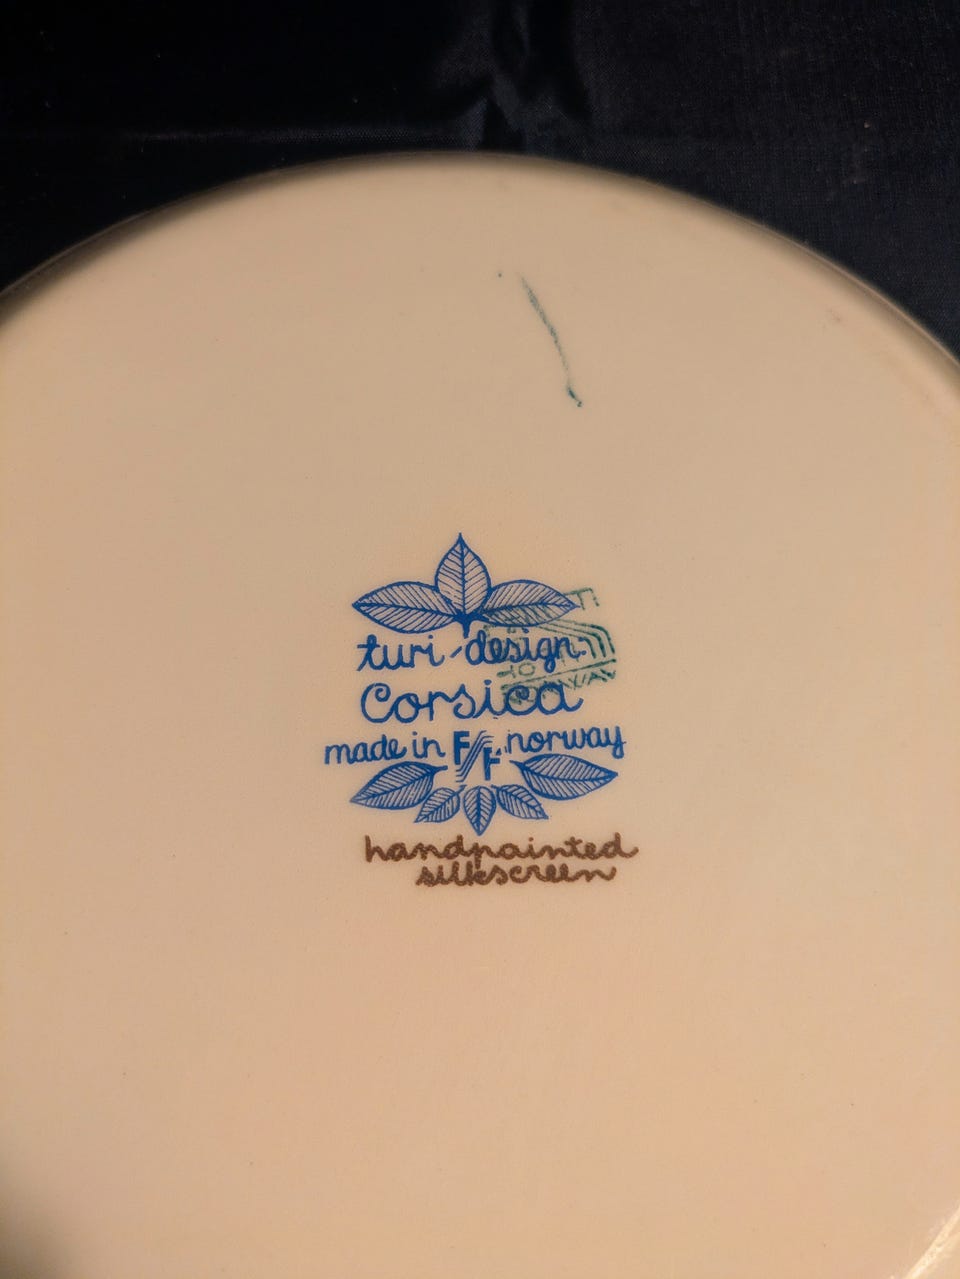 turi-design
Corsica
made in F/F norway
handpainted
silkscreen